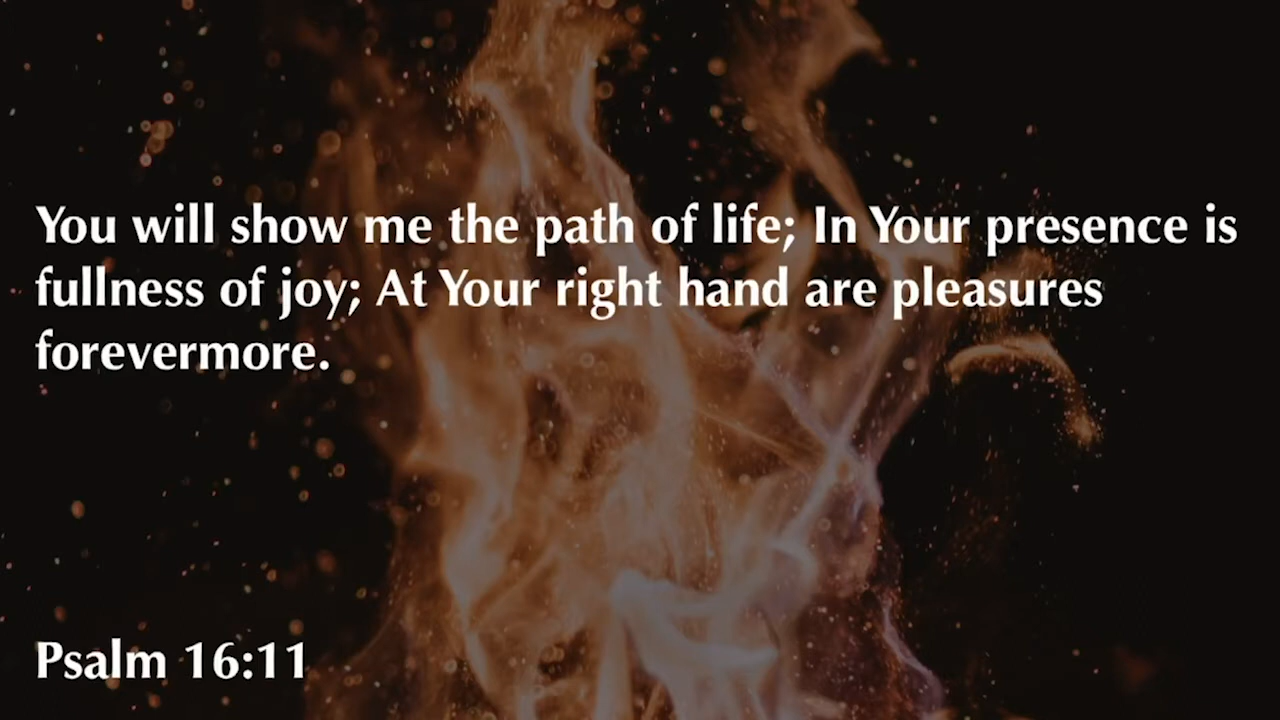 You will show me the path of life; In Your presence is
fullness of joy; At Your right hand are pleasures
forevermore.
Psalm 16:11